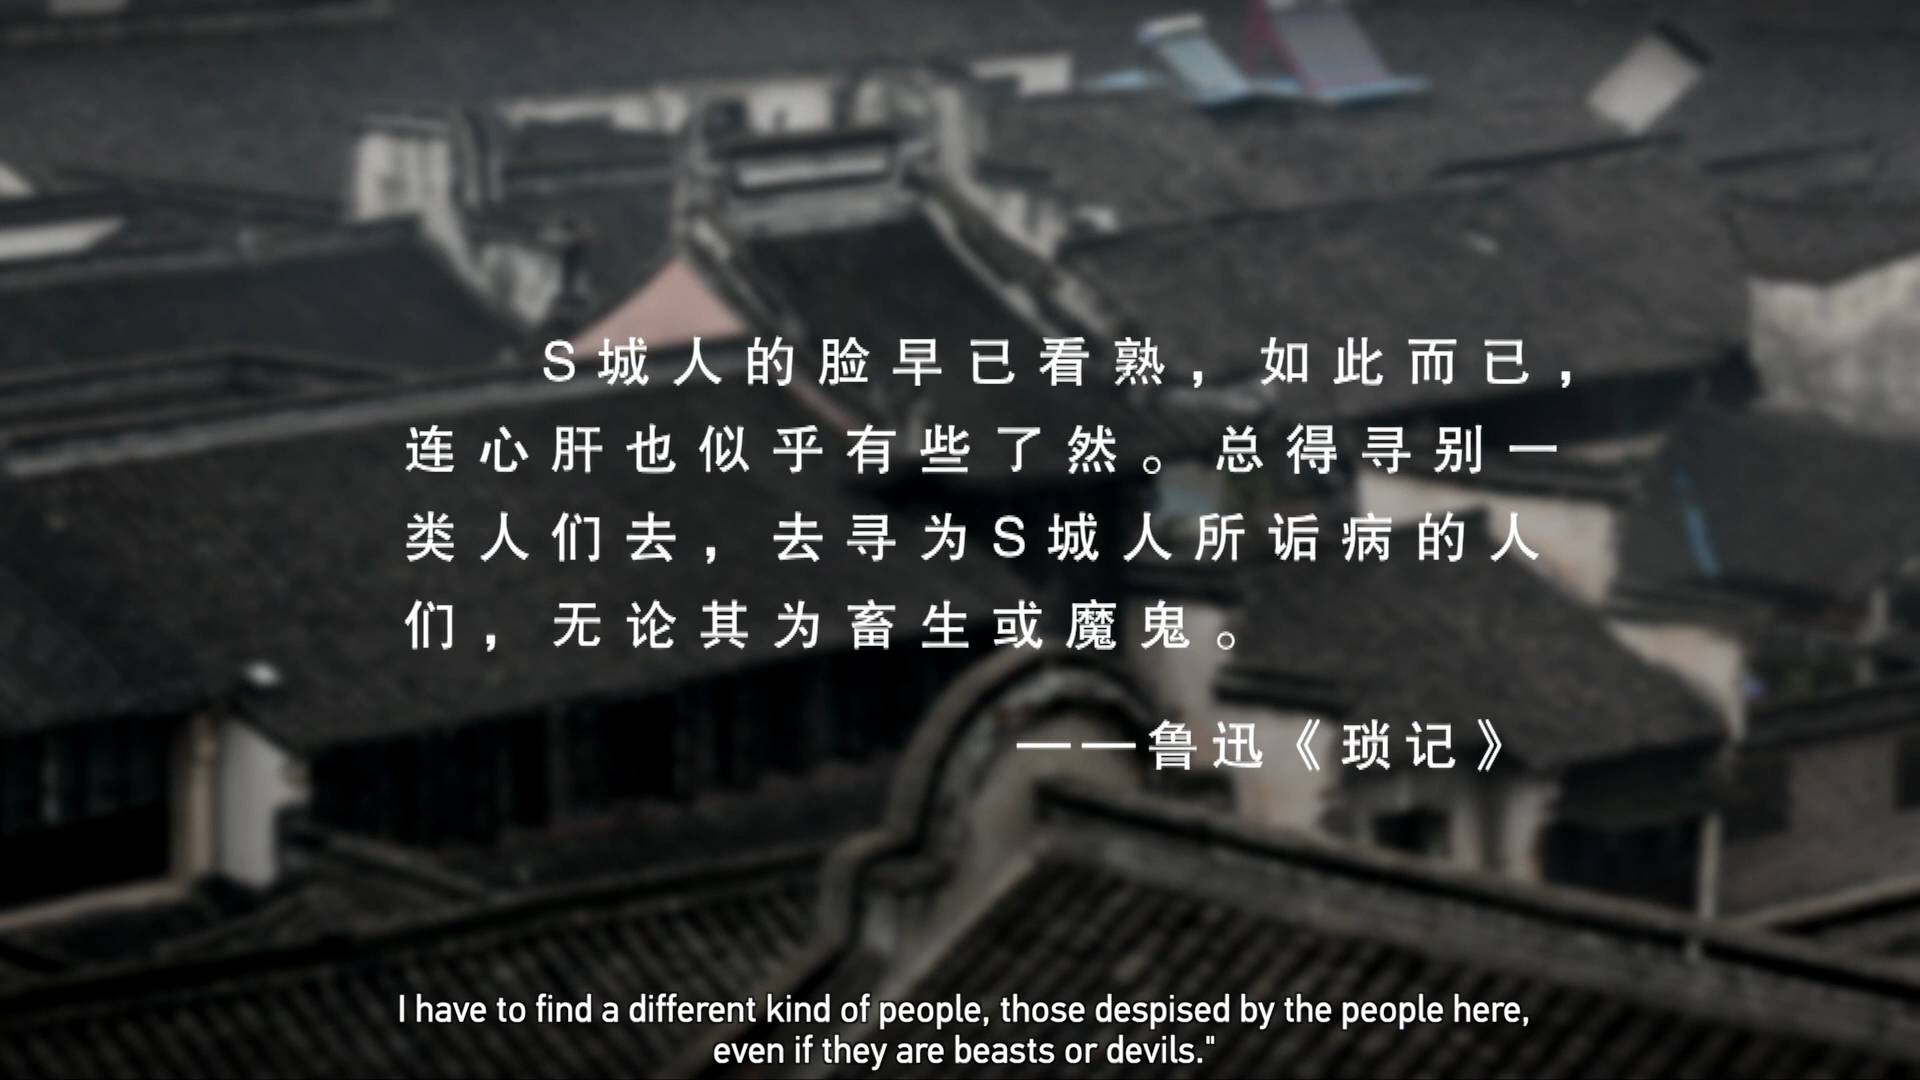 S城人的脸早已看熟，如此而已，
连心肝也似乎有些了然。总得寻别一
类人们去，去寻为S城人所诟病的人
们，无论其为畜生或魔鬼。
——鲁迅《琐记》
I have to find a different kind of people, those despised by the people here,
even if they are beasts or devils."